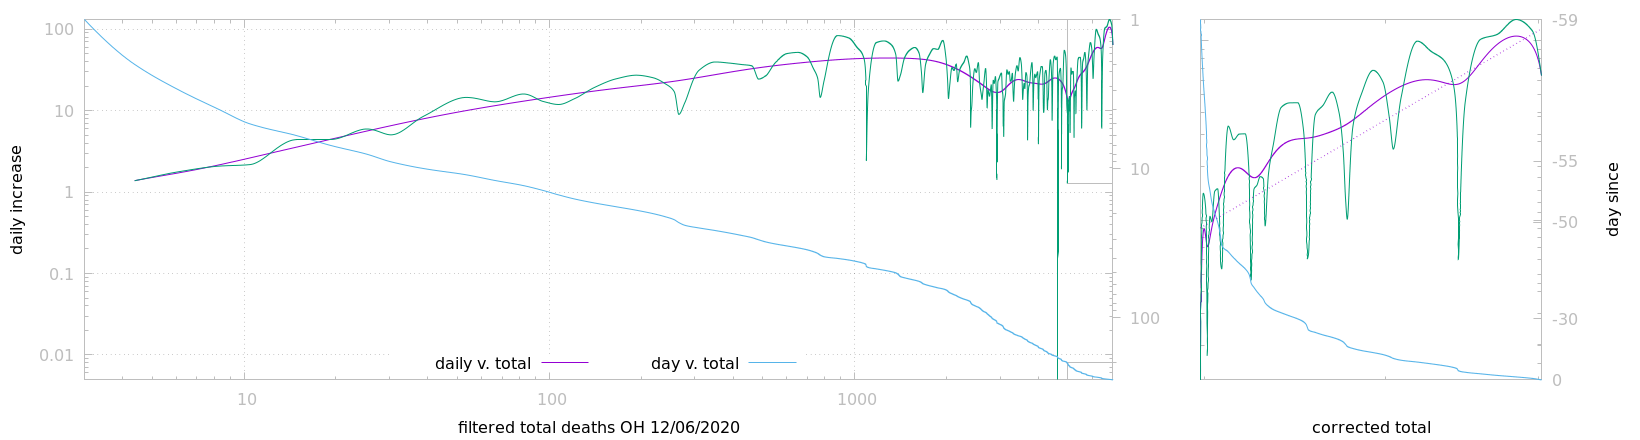 100
10
1
0.1
0.01
daily increase
daily v. total
day v. total
10
100
1000
filtered total deaths OH 12/06/2020
1
10
100
-59
-55
-50
-30
0
day since
corrected total